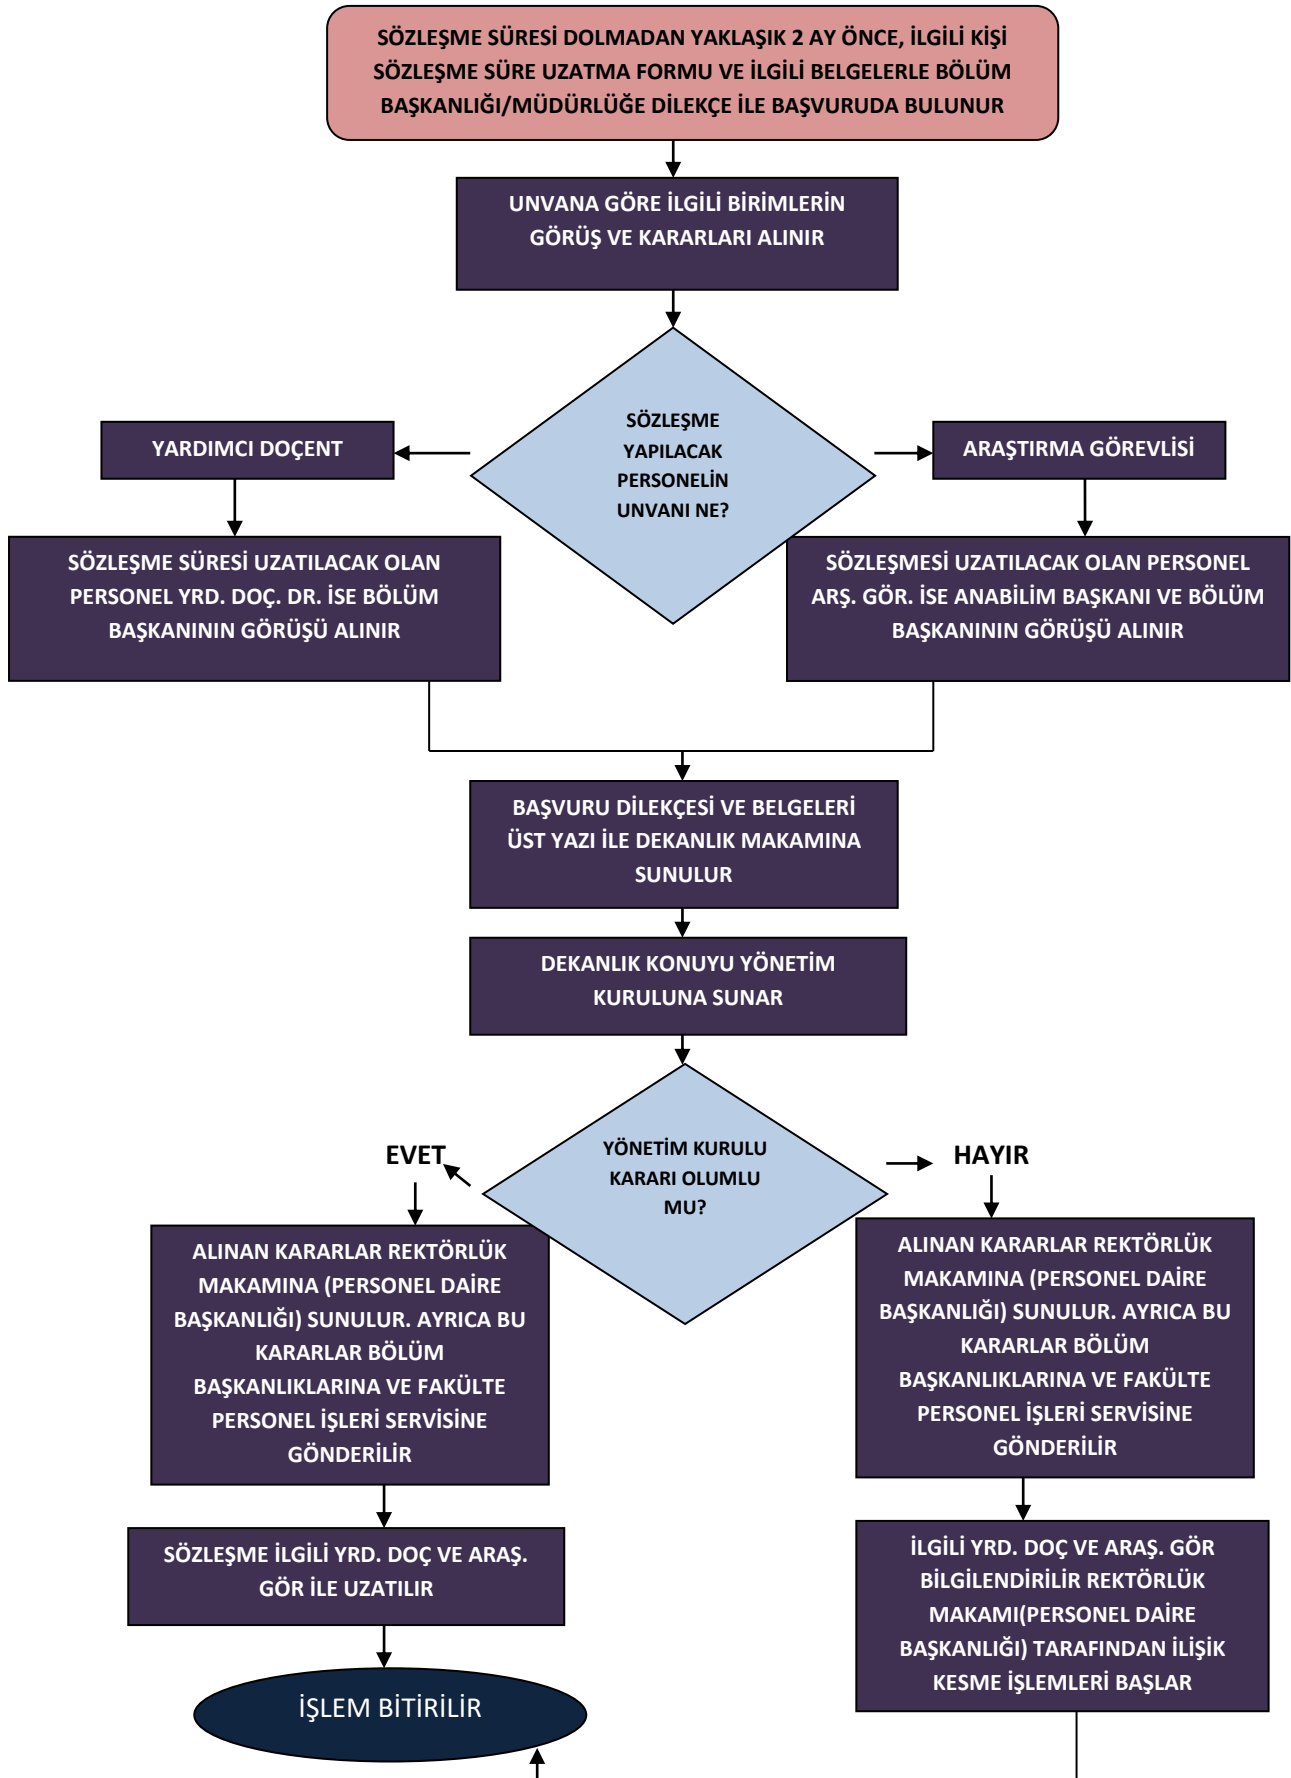 SÖZLEŞME SÜRESİ DOLMADAN YAKLAŞIK 2 AY ÖNCE, İLGİLİ KİŞİ
SÖZLEŞME SÜRE UZATMA FORMU VE İLGİLİ BELGELERLE BÖLÜM
BAŞKANLIĞI/MÜDÜRLÜĞE DİLEKÇE İLE BAŞVURUDA BULUNUR
UNVANA GÖRE İLGİLİ BİRİMLERİN
GÖRÜŞ VE KARARLARI ALINIR
SÖZLEŞME
YAPILACAK
PERSONELİN
UNVANI NE?
YARDIMCI DOÇENT
ARAŞTIRMA GÖREVLİSİ
SÖZLEŞME SÜRESİ UZATILACAK OLAN
PERSONEL YRD. DOÇ. DR. İSE BÖLÜM
BAŞKANININ GÖRÜŞÜ ALINIR
SÖZLEŞMESİ UZATILACAK OLAN PERSONEL
ARŞ. GÖR. İSE ANABİLİM BAŞKANI VE BÖLÜM
BAŞKANININ GÖRÜŞÜ ALINIR
BAŞVURU DİLEKÇESİ VE BELGELERİ
ÜST YAZI İLE DEKANLIK MAKAMINA
SUNULUR
DEKANLIK KONUYU YÖNETİM
KURULUNA SUNAR
YÖNETİM KURULU
KARARI OLUMLU
MU?
EVET
HAYIR
ALINAN KARARLAR REKTÖRLÜK
MAKAMINA (PERSONEL DAİRE
BAŞKANLIĞI) SUNULUR. AYRICA BU
KARARLAR BÖLÜM
BAŞKANLIKLARINA VE FAKÜLTE
PERSONEL İŞLERİ SERVİSİNE
GÖNDERİLİR
ALINAN KARARLAR REKTÖRLÜK
MAKAMINA (PERSONEL DAİRE
BAŞKANLIĞI) SUNULUR. AYRICA BU
KARARLAR BÖLÜM
BAŞKANLIKLARINA VE FAKÜLTE
PERSONEL İŞLERİ SERVİSİNE
GÖNDERİLİR
SÖZLEŞME İLGİLİ YRD. DOÇ VE ARAŞ.
GÖR İLE UZATILIR
İLGİLİ YRD. DOÇ VE ARAŞ. GÖR
BİLGİLENDİRİLİR REKTÖRLÜK
MAKAMI(PERSONEL DAİRE
BAŞKANLIĞI) TARAFINDAN İLİŞİK
KESME İŞLEMLERİ BAŞLAR
İŞLEM BİTİRİLİR